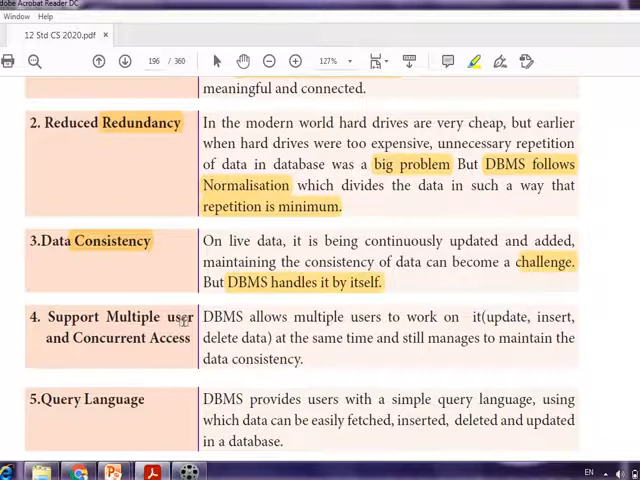 dobe Acrobat Reader DC
Window Help
12 Std CS 2020.pdf ×
196 / 360 127%
meaningful and connected.
2. Reduced Redundancy
In the modern world hard drives are very cheap, but earlier
when hard drives were too expensive, unnecessary repetition
of data in database was a big problem But DBMS follows
Normalisation which divides the data in such a way that
repetition is minimum.
3.Data Consistency
On live data, it is being continuously updated and added,
maintaining the consistency of data can become a challenge.
But DBMS handles it by itself.
4. Support Multiple user
and Concurrent Access
DBMS allows multiple users to work on it(update, insert,
delete data) at the same time and still manages to maintain the
data consistency.
5.Query Language
DBMS provides users with a simple query language, using
which data can be easily fetched, inserted, deleted and updated
in a database.
EN